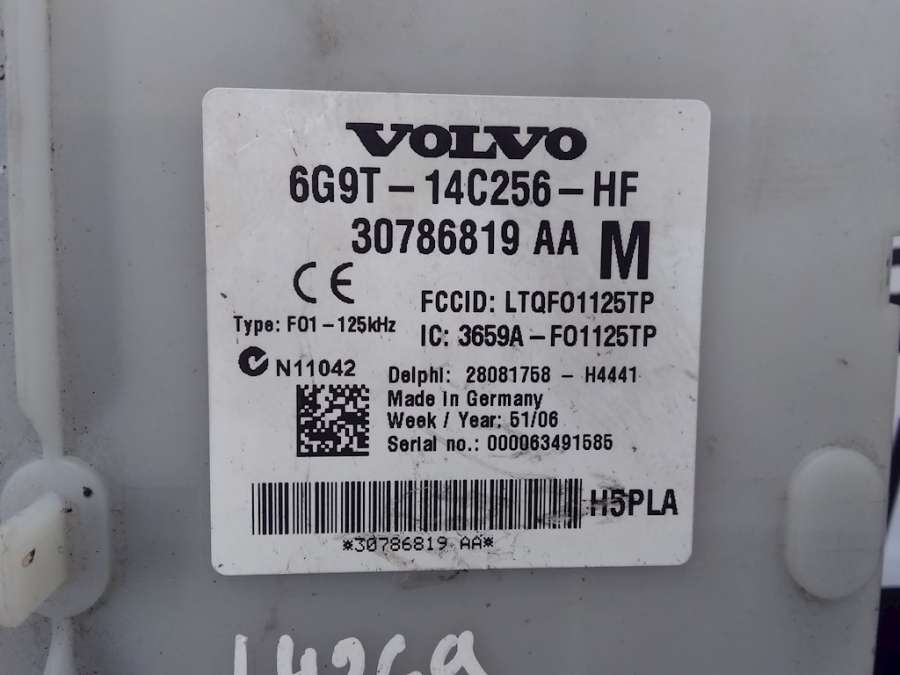 VOLVO
6G9T-14C256-HF
30786819 AA M
CE
FCCID: LTQFO1125TP
Type: FO1-125kHz
IC: 3659A-FO1125TP
N11042
Delphi: 28081758 - H4441
Made in Germany
Week / Year: 51/06
Serial no.: 000063491585
H5PLA
*30786819 AA*